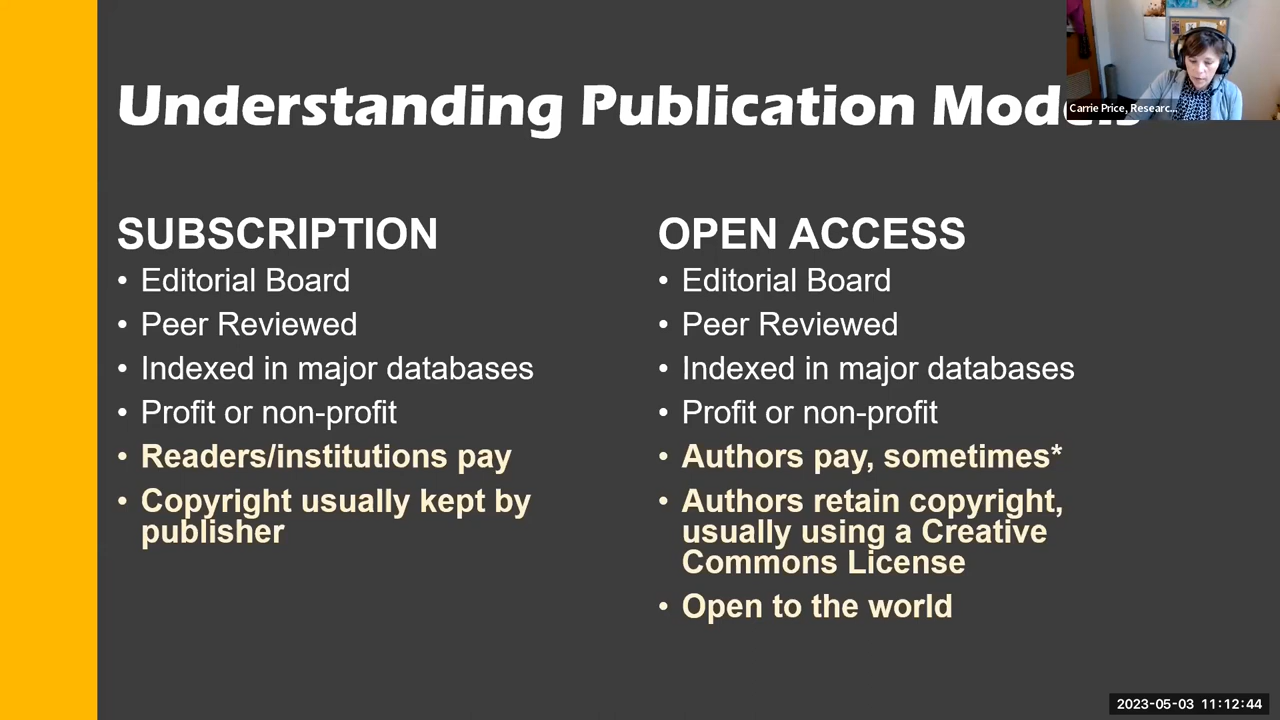 Understanding Publication Models
Carrie Price, Researc...
SUBSCRIPTION
• Editorial Board
• Peer Reviewed
• Indexed in major databases
• Profit or non-profit
• Readers/institutions pay
• Copyright usually kept by
publisher
OPEN ACCESS
• Editorial Board
• Peer Reviewed
• Indexed in major databases
• Profit or non-profit
• Authors pay, sometimes*
• Authors retain copyright,
usually using a Creative
Commons License
• Open to the world
2023-05-03 11:12:44